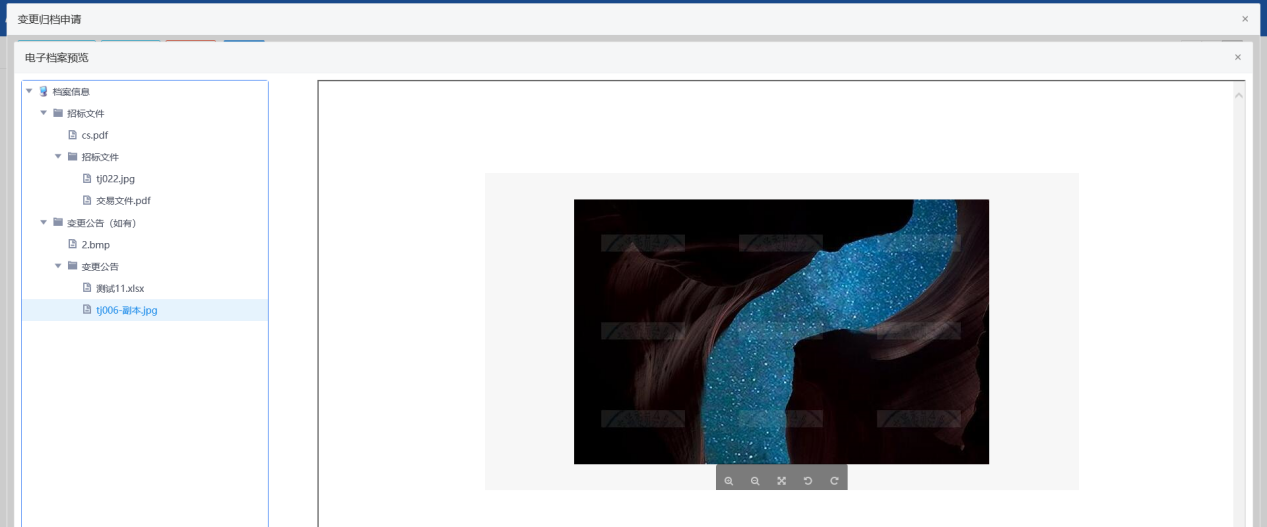 变更归档申请
电子档案预览
档案信息
招标文件
cs.pdf
招标文件
tj022.jpg
交易文件.pdf
变更公告（如有）
2.bmp
变更公告
测试11.xlsx
tj006-副本.jpg